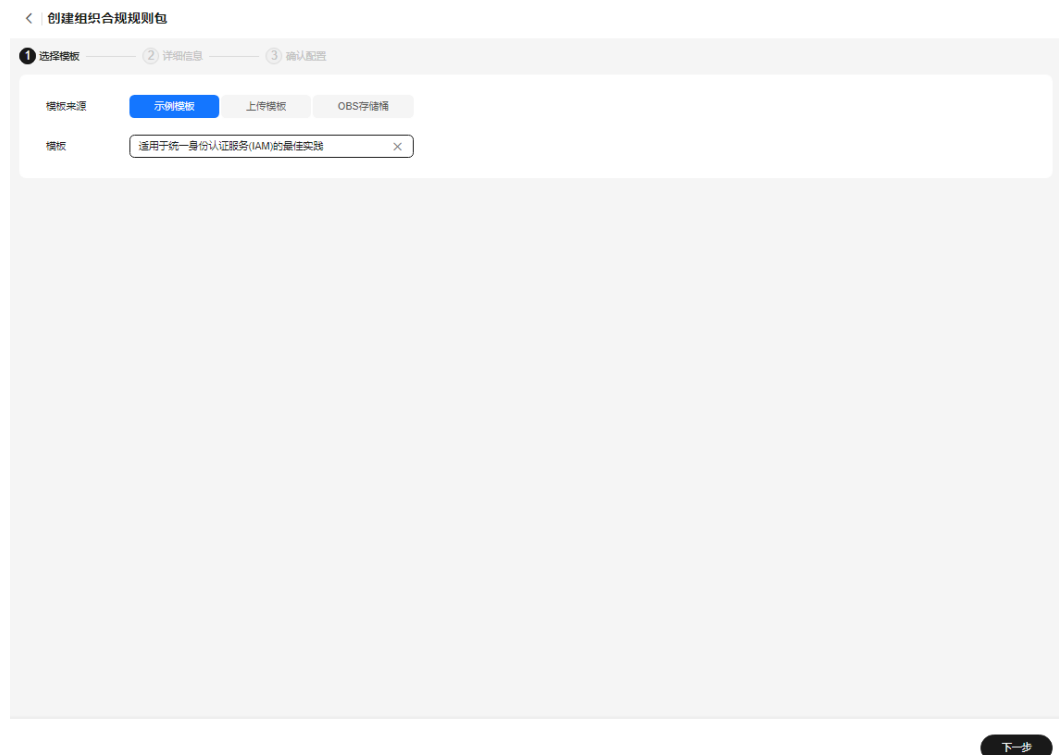 创建组织合规规则包
1 选择模板 2 详细信息 3 确认配置
模板来源 示例模板 上传模板 OBS存储桶
模板 适用于统一身份认证服务(IAM)的最佳实践
下一步